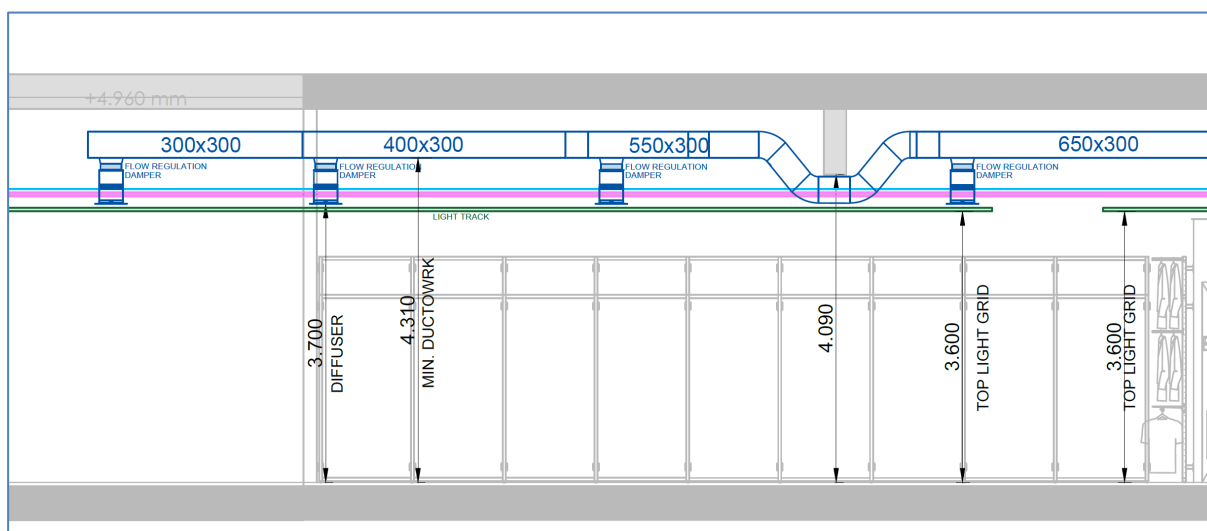 +4.960 mm
300x300
400x300
550x300
650x300
FLOW REGULATION
DAMPER
FLOW REGULATION
DAMPER
FLOW REGULATION
DAMPER
FLOW REGULATION
DAMPER
LIGHT TRACK
3.700
DIFFUSER
4.310
MIN. DUCTOWRK
4.090
3.600
TOP LIGHT GRID
3.600
TOP LIGHT GRID